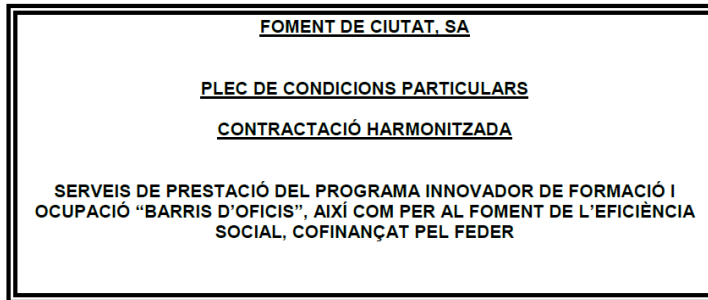 FOMENT DE CIUTAT, SA
PLEC DE CONDICIONS PARTICULARS
CONTRACTACIÓ HARMONITZADA
SERVEIS DE PRESTACIÓ DEL PROGRAMA INNOVADOR DE FORMACIÓ I
OCUPACIÓ “BARRIS D’OFICIS”, AIXÍ COM PER AL FOMENT DE L’EFICIÈNCIA
SOCIAL, COFINANÇAT PEL FEDER